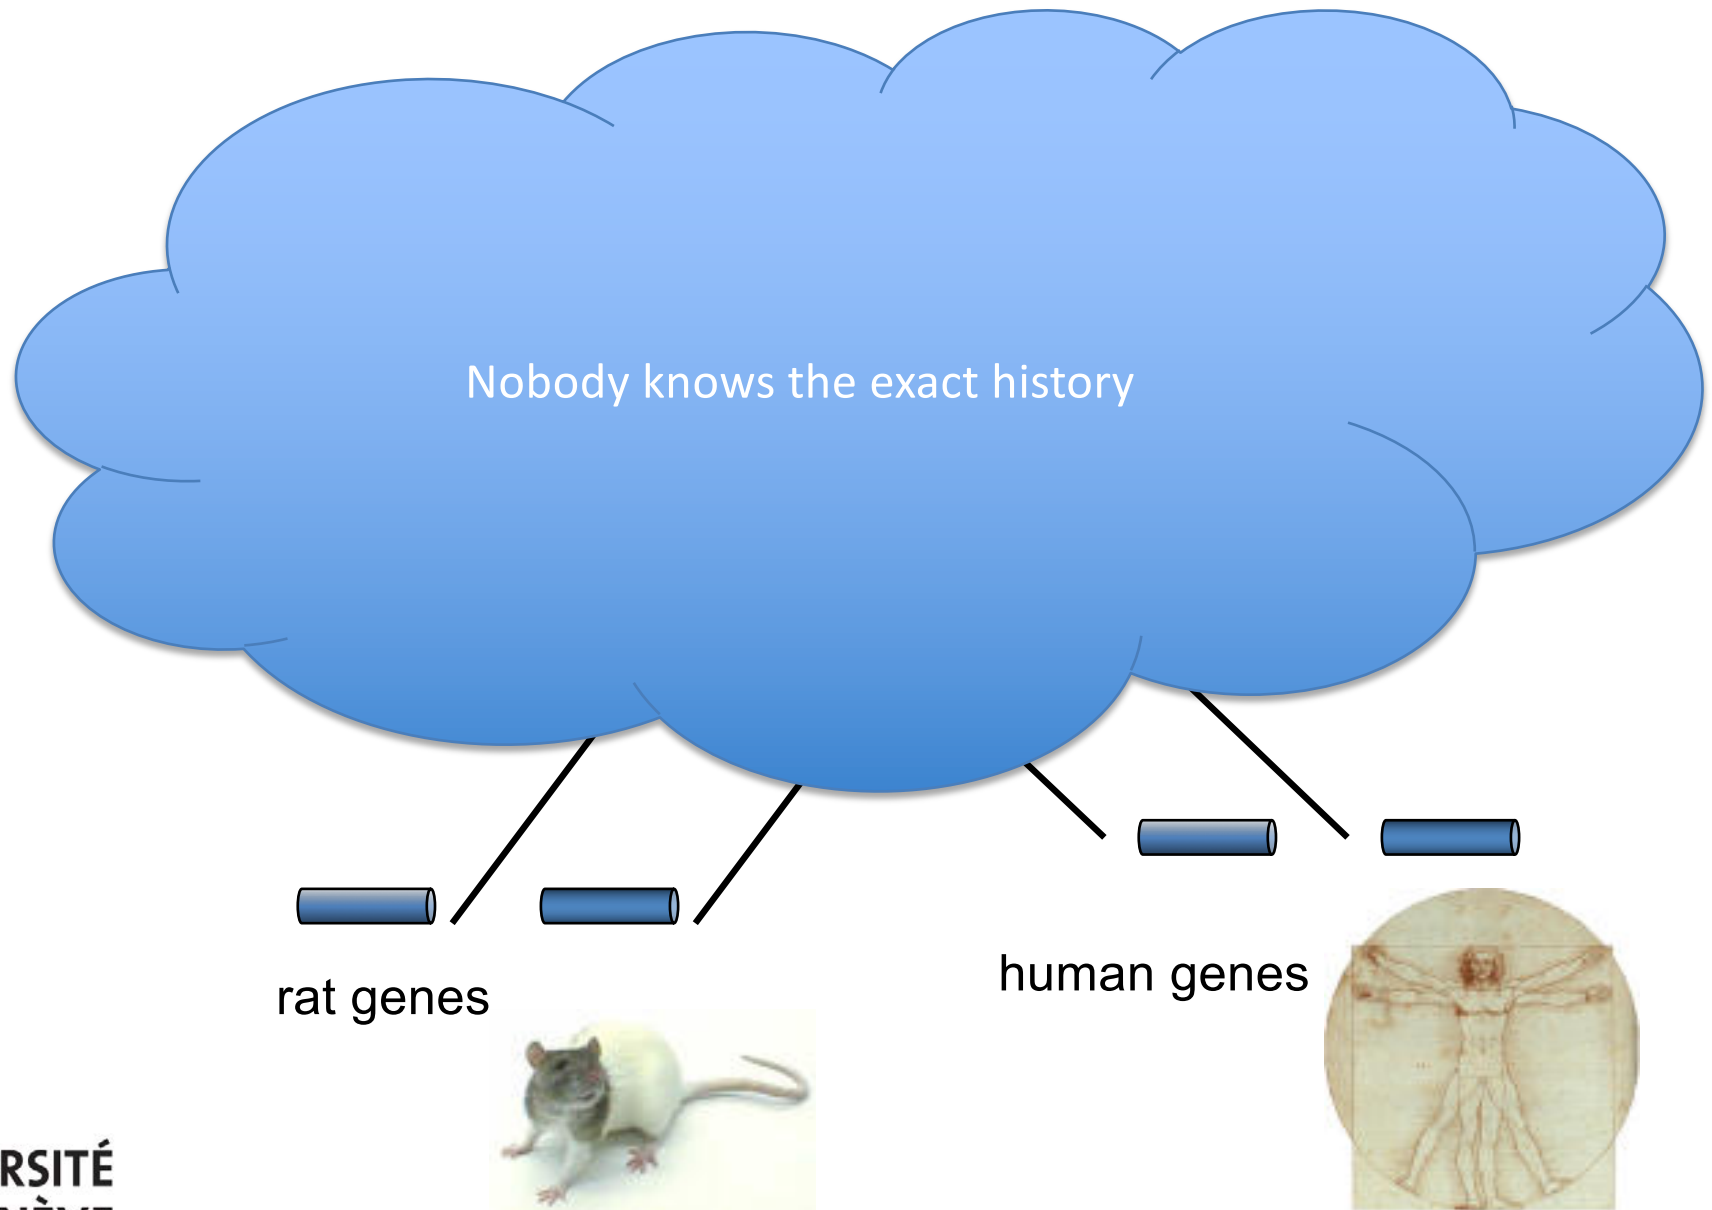 Nobody knows the exact history
human genes
rat genes
RSITÉ